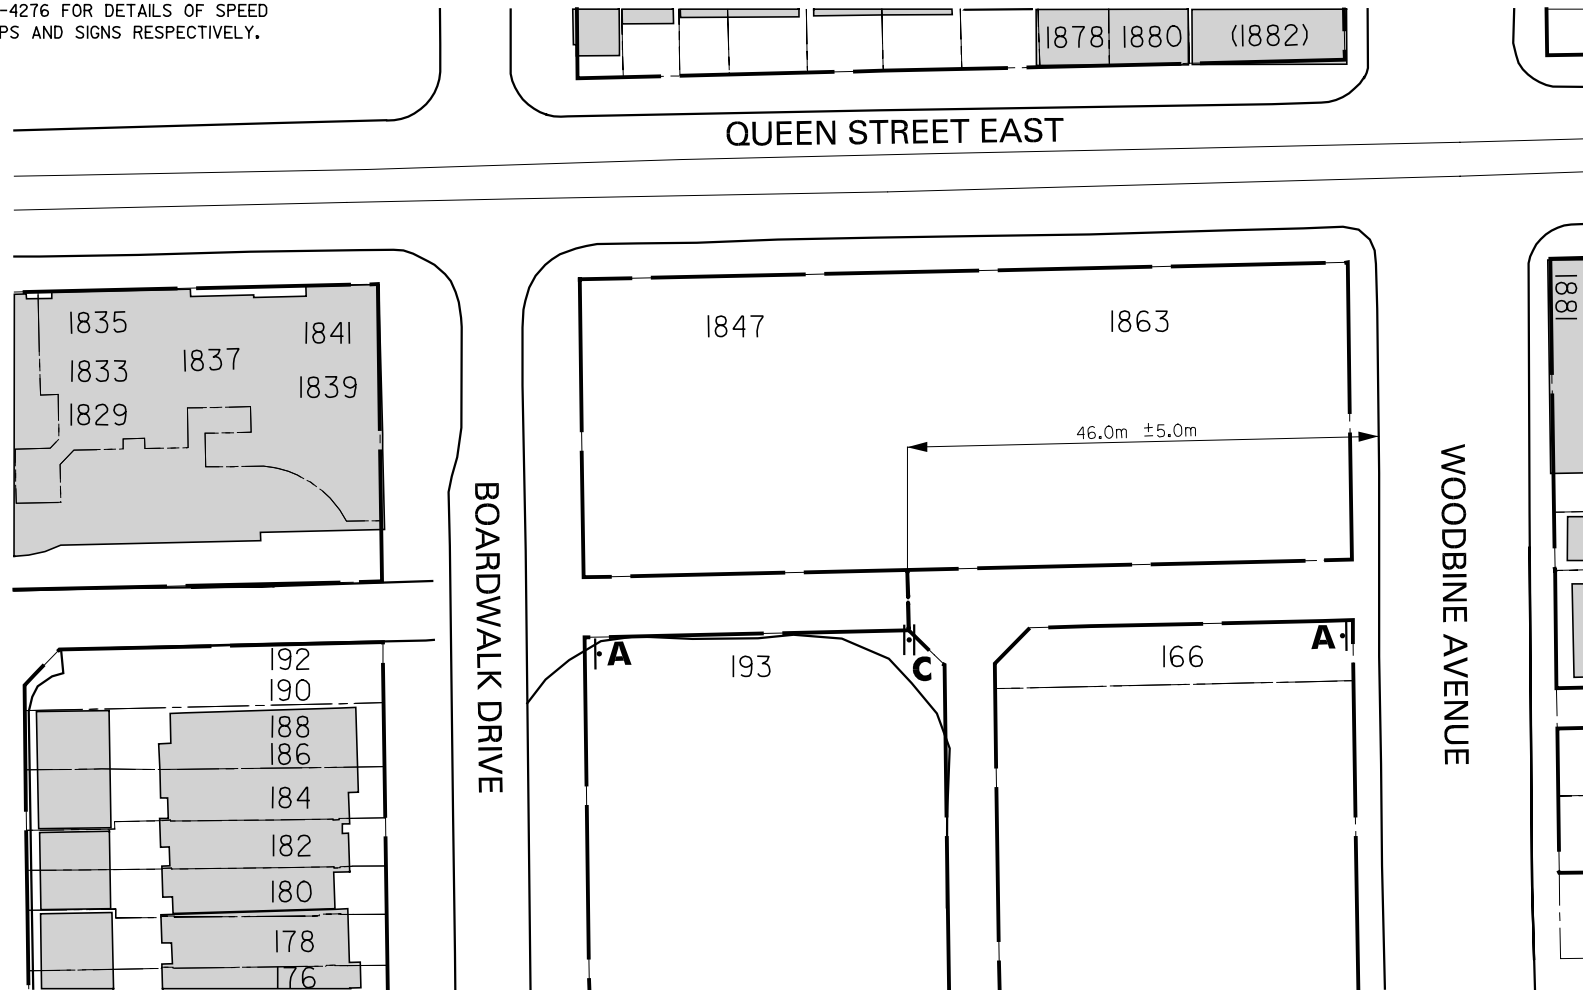 -4276 FOR DETAILS OF SPEED
PS AND SIGNS RESPECTIVELY.
1878
1880
(1882)
QUEEN STREET EAST
1835
1841
1837
1833
1839
1829
1847
1863
1881
46.0m ±5.0m
BOARDWALK DRIVE
WOODBINE AVENUE
A
193
C
166
A
192
190
188
186
184
182
180
178
176